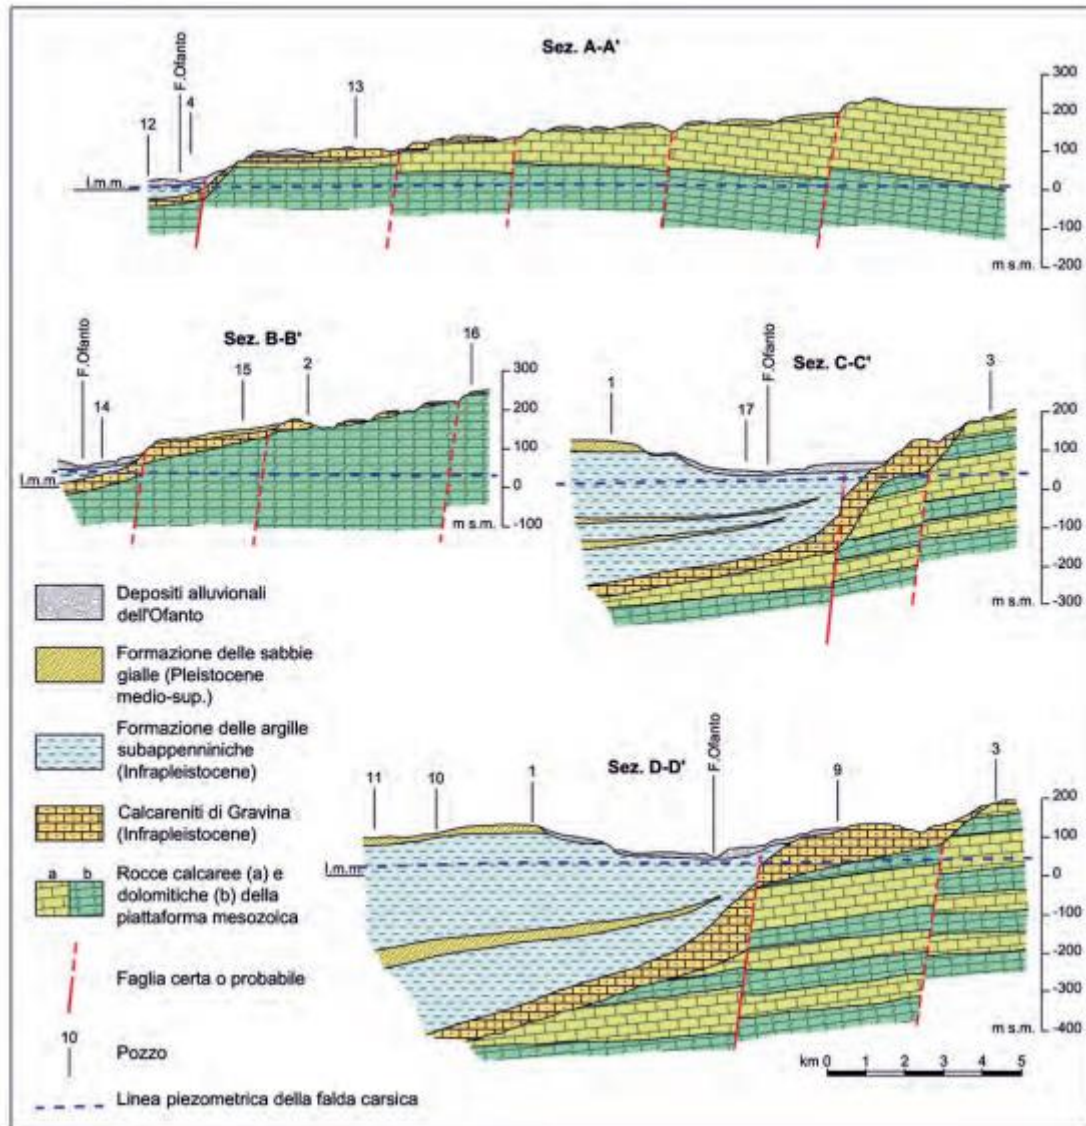 Sez. A-A'
F.Ofanto
12
4
13
300
200
100
0
-100
-200
l.m.m.
m s.m.
Sez. B-B'
F.Ofanto
14
15
2
16
300
200
100
0
-100
l.m.m.
m s.m.
Sez. C-C'
1
17
F.Ofanto
3
200
100
0
-100
-200
-300
m s.m.
Depositi alluvionali
dell'Ofanto
Formazione delle sabbie
gialle (Pleistocene
medio-sup.)
Formazione delle argille
subappenniniche
(Infrapleistocene)
Calcareniti di Gravina
(Infrapleistocene)
a b
Rocce calcaree (a) e
dolomitiche (b) della
piattaforma mesozoica
Faglia certa o probabile
10
Pozzo
Linea piezometrica della falda carsica
Sez. D-D'
11
10
1
F.Ofanto
9
3
200
100
0
-100
-200
-300
-400
l.m.m.
m s.m.
km 0 1 2 3 4 5